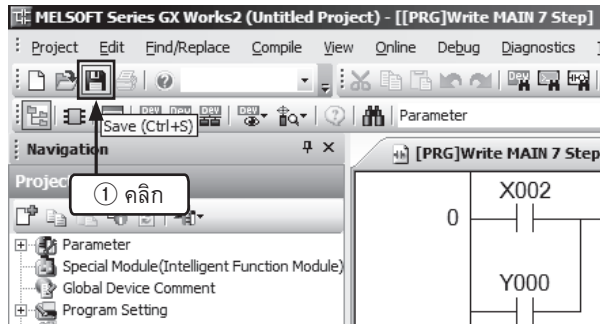 MELSOFT Series GX Works2 (Untitled Project) - [[PRG]Write MAIN 7 Step]
Project Edit Find/Replace Compile View Online Debug Diagnostics
Parameter
Save (Ctrl+S)
Navigation
[PRG]Write MAIN 7 Step
Project
① คลิก
X002
0
Parameter
Special Module(Intelligent Function Module)
Global Device Comment
Y000
Program Setting